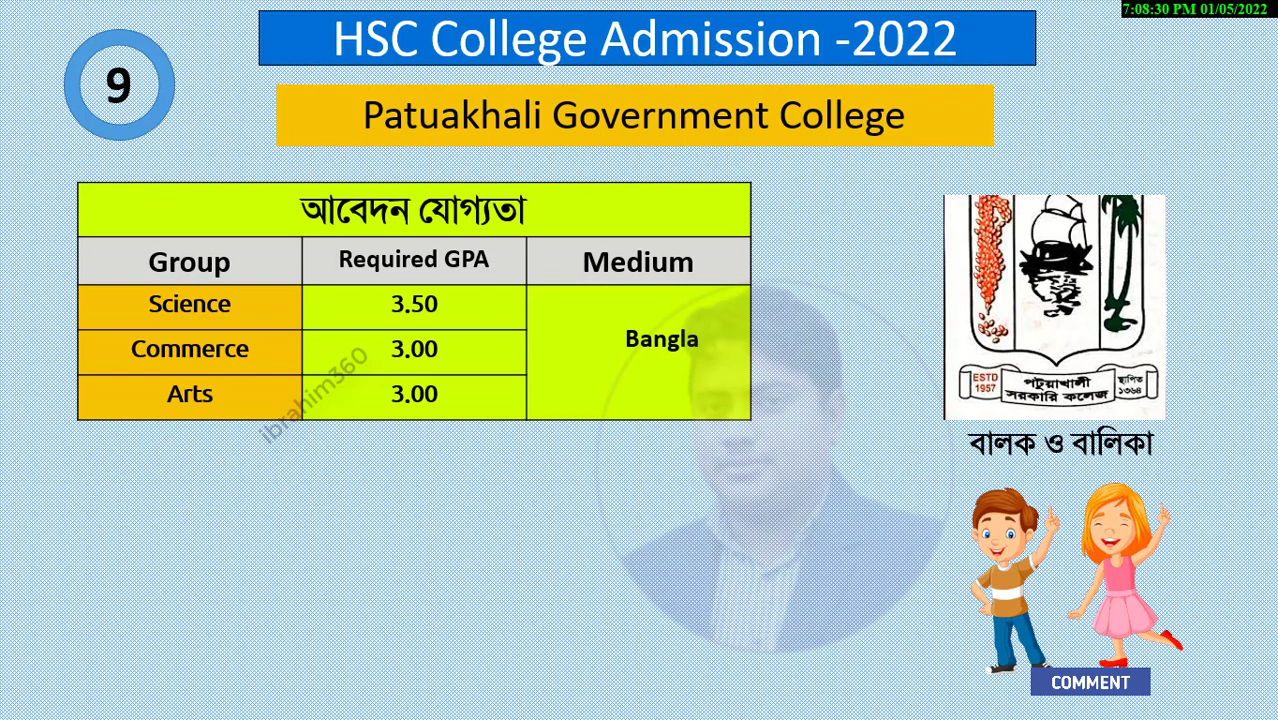 7:08:30 PM 01/05/2022
HSC College Admission -2022
9
Patuakhali Government College
আবেদন যোগ্যতা
Group Required GPA Medium
Science 3.50
Bangla
Commerce 3.00
Arts 3.00
ibrahim360
ESTD 1957
পটুয়াখালী
সরকারি কলেজ
স্থাপিত
১৩৬৪
বালক ও বালিকা
COMMENT